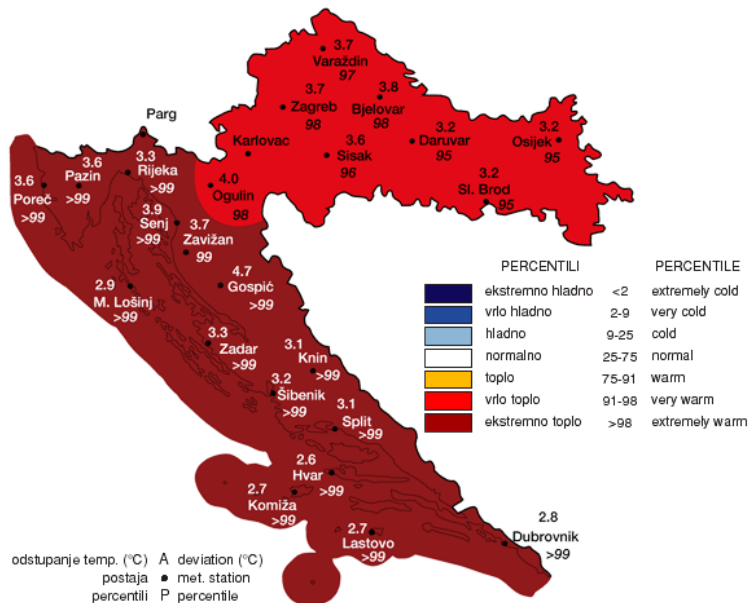 3.7
Varaždin
97
3.7
Zagreb
98
3.8
Bjelovar
98
Parg
Karlovac
3.6
Sisak
96
3.2
Daruvar
95
3.2
Osijek
95
3.2
Sl. Brod
95
4.0
Ogulin
98
3.6
Poreč
>99
3.6
Pazin
>99
3.3
Rijeka
>99
3.9
Senj
>99
3.7
Zavižan
99
4.7
Gospić
>99
2.9
M. Lošinj
>99
3.3
Zadar
>99
3.1
Knin
>99
3.2
Šibenik
>99
3.1
Split
>99
2.6
Hvar
>99
2.7
Komiža
>99
2.7
Lastovo
>99
2.8
Dubrovnik
>99
PERCENTILI PERCENTILE
ekstremno hladno <2 extremely cold
vrlo hladno 2-9 very cold
hladno 9-25 cold
normalno 25-75 normal
toplo 75-91 warm
vrlo toplo 91-98 very warm
ekstremno toplo >98 extremely warm
odstupanje temp. (°C) A deviation (°C)
postaja • met. station
percentili P percentile